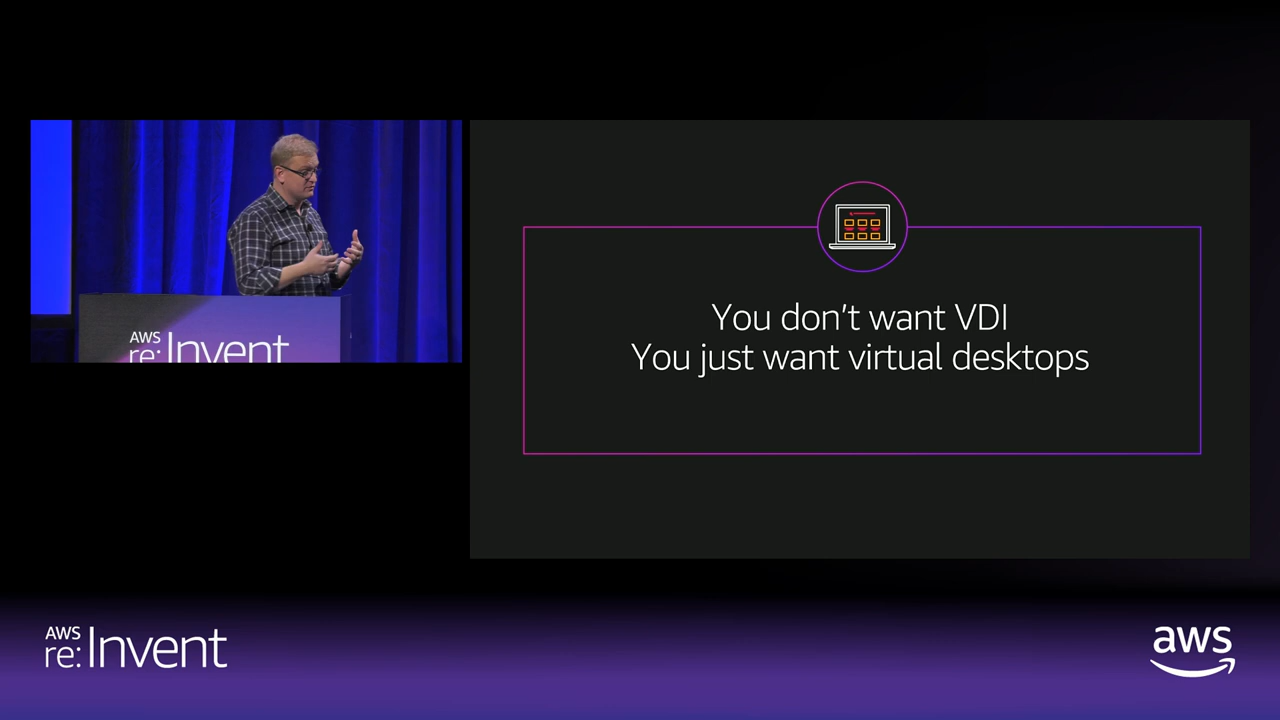 AWS
re:Invent
You don't want VDI
You just want virtual desktops
AWS
re:Invent
aws